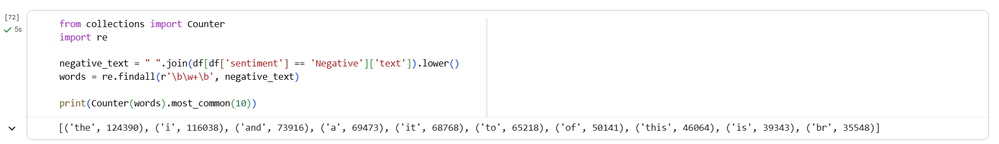 [72]
5s
from collections import Counter
import re
negative_text = " ".join(df[df['sentiment'] == 'Negative']['text']).lower()
words = re.findall(r'\b\w+\b', negative_text)
print(Counter(words).most_common(10))
[('the', 124390), ('i', 116038), ('and', 73916), ('a', 69473), ('it', 68768), ('to', 65218), ('of', 50141), ('this', 46064), ('is', 39343), ('br', 35548)]